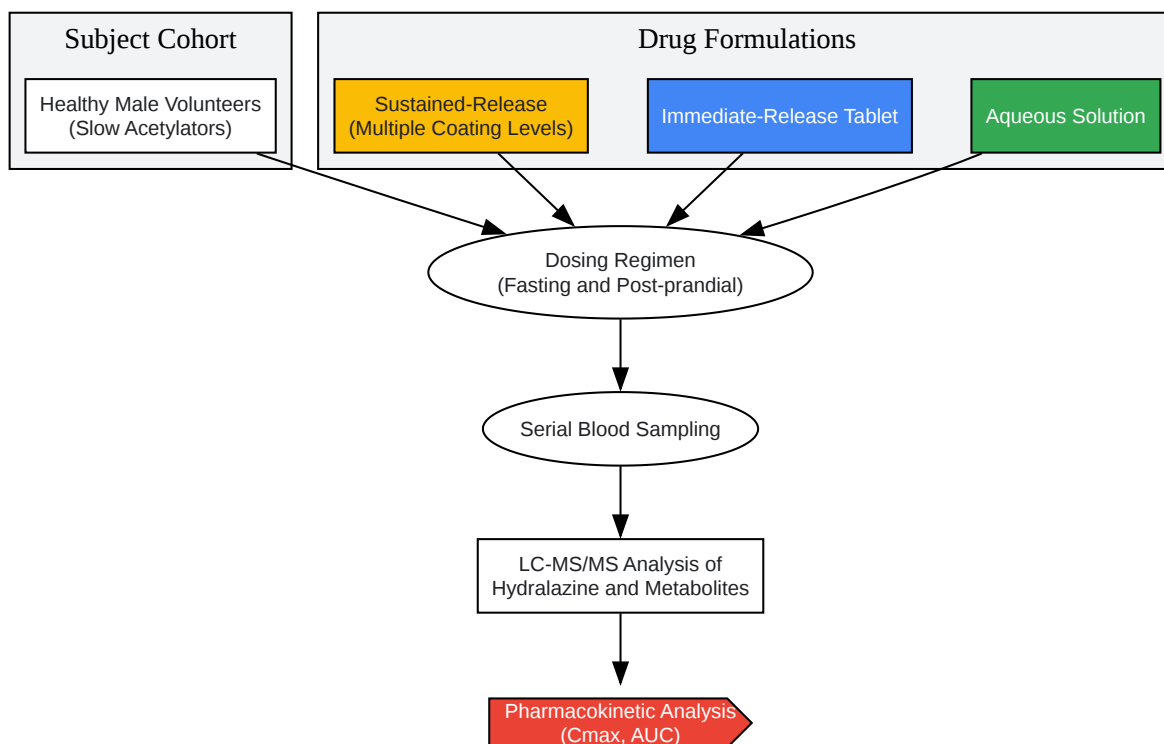 Subject Cohort
Drug Formulations
Healthy Male Volunteers
(Slow Acetylators)
Sustained-Release
(Multiple Coating Levels)
Immediate-Release Tablet
Aqueous Solution
Dosing Regimen
(Fasting and Post-prandial)
Serial Blood Sampling
LC-MS/MS Analysis of
Hydralazine and Metabolites
Pharmacokinetic Analysis
(Cmax, AUC)